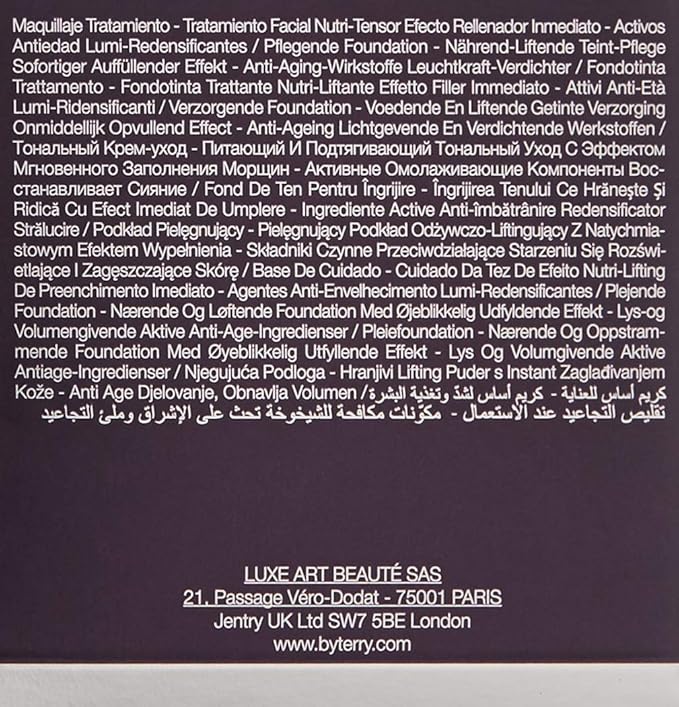 Maquillaje Tratamiento - Tratamiento Facial Nutri-Tensor Efecto Rellenador Inmediato - Activos
Antiedad Lumi-Redensificantes / Pflegende Foundation - Nährend-Liftende Teint-Pflege
Sofortiger Auffüllender Effekt - Anti-Aging-Wirkstoffe Leuchtkraft-Verdichter / Fondotinta
Trattamento - Fondotinta Trattante Nutri-Liftante Effetto Filler Immediato - Attivi Anti-Età
Lumi-Ridensificanti / Verzorgende Foundation - Voedende En Liftende Getinte Verzorging
Onmiddellijk Opvullend Effect - Anti-Ageing Lichtgevende En Verdichtende Werkstoffen /
Тональный Крем-уход - Питающий И Подтягивающий Тональный Уход С Эффектом
Мгновенного Заполнения Морщин - Активные Омолаживающие Компоненты Вос-
станавливает Сияние / Fond De Ten Pentru Îngrijire - Îngrijirea Tenului Ce Hrănește Și
Ridică Cu Efect Imediat De Umplere - Ingrediente Active Anti-îmbătrânire Redensificator
Strălucire / Podkład Pielęgnujący - Pielęgnujący Podkład Odżywczo-Liftingujący Z Natychmia-
stowym Efektem Wypełnienia - Składniki Czynne Przeciwdziałające Starzeniu Się Rozświ-
etlające I Zagęszczające Skórę / Base De Cuidado - Cuidado Da Tez De Efeito Nutri-Lifting
De Preenchimento Imediato - Agentes Anti-Envelhecimento Lumi-Redensificantes / Plejende
Foundation - Nærende Og Løftende Foundation Med Øjeblikkelig Udfyldende Effekt - Lys-og
Volumengivende Aktive Anti-Age-Ingredienser / Pleiefoundation - Nærende Og Oppstram-
mende Foundation Med Øyeblikkelig Utfyllende Effekt - Lys Og Volumgivende Aktive
Antiage-Ingredienser / Njegujuća Podloga - Hranjivi Lifting Puder s Instant Zaglađivanjem
Kože - Anti Age Djelovanje, Obnavlja Volumen / كريم أساس للعناية - كريم أساس لشدّ وتغذية البشرة
تقليص التجاعيد عند الاستعمال - مكوّنات مكافحة للشيخوخة تحث على الإشراق وملئ التجاعيد
LUXE ART BEAUTÉ SAS
21, Passage Véro-Dodat - 75001 PARIS
Jentry UK Ltd SW7 5BE London
www.byterry.com